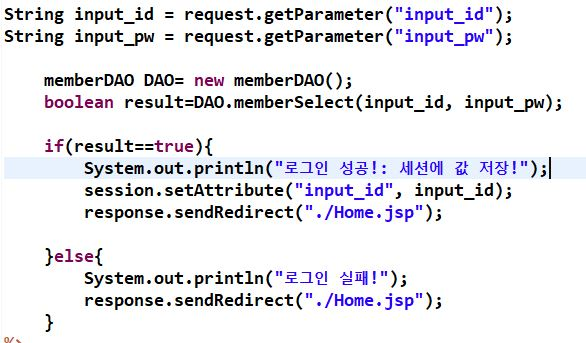 String input_id = request.getParameter("input_id");
String input_pw = request.getParameter("input_pw");
memberDAO DAO= new memberDAO();
boolean result=DAO.memberSelect(input_id, input_pw);
if(result==true){
System.out.println("로그인 성공!: 세션에 값 저장!");
session.setAttribute("input_id", input_id);
response.sendRedirect("./Home.jsp");
}else{
System.out.println("로그인 실패!");
response.sendRedirect("./Home.jsp");
}
%>